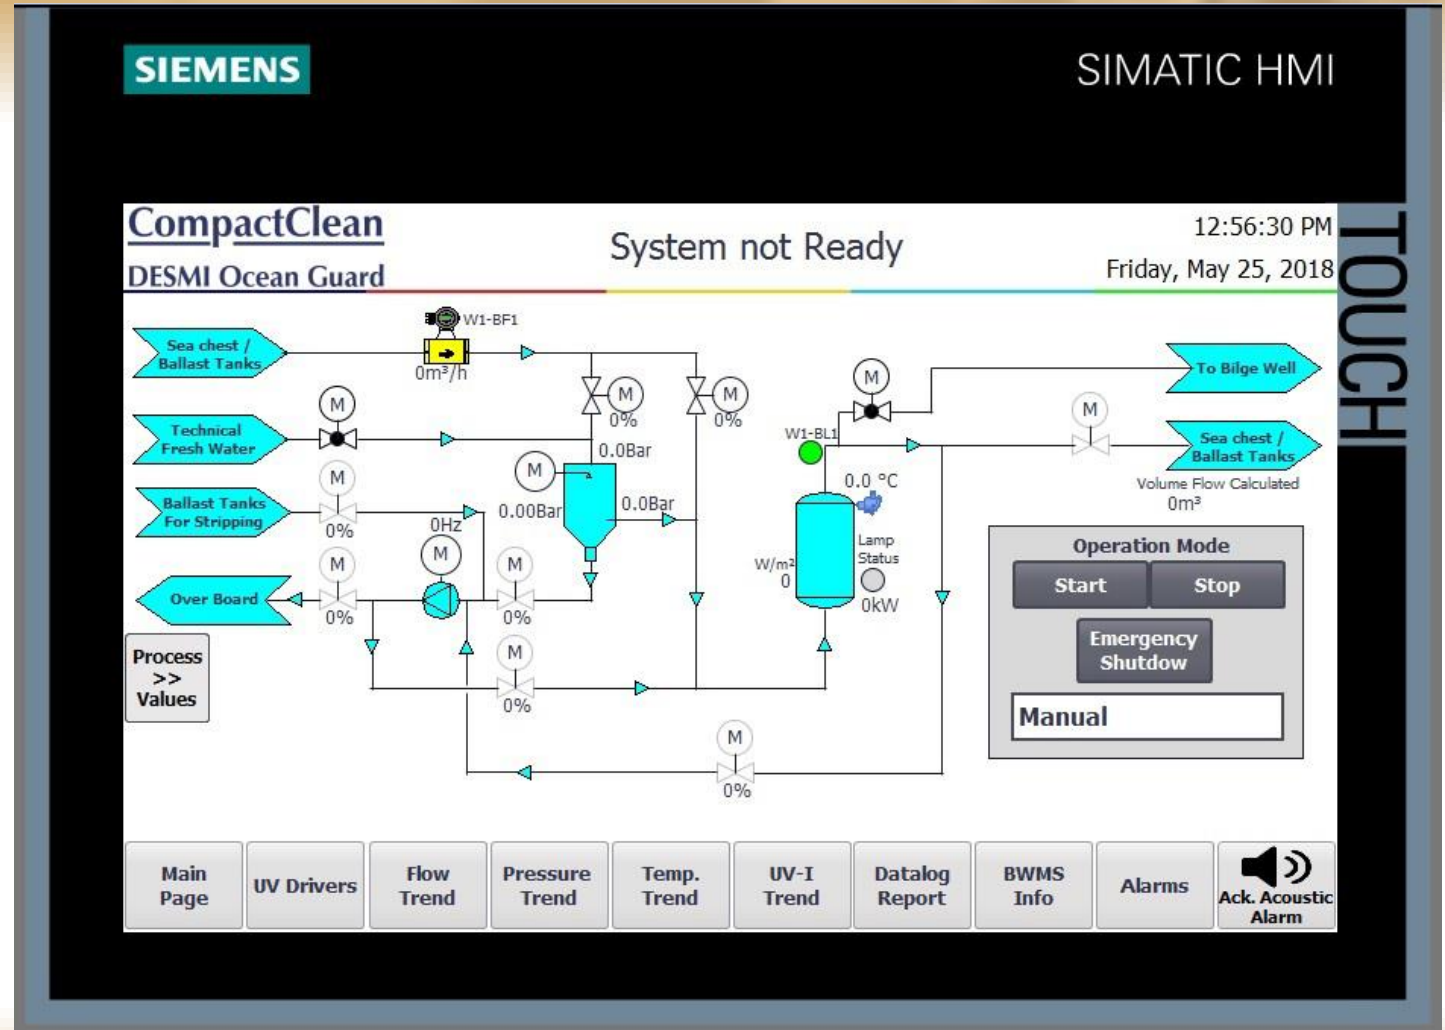 SIEMENS
SIMATIC HMI
TOUCH
CompactClean
DESMI Ocean Guard
System not Ready
12:56:30 PM
Friday, May 25, 2018
W1-BF1
Sea chest /
Ballast Tanks
0m³/h
Technical
Fresh Water
M
M
0%
M
0%
0.0Bar
M
0.00Bar
0.0Bar
Ballast Tanks
For Stripping
M
0%
0Hz
M
Over Board
M
0%
M
0%
M
0%
M
0%
W1-BL1
M
0.0 °C
Lamp
Status
W/m²
0
0kW
To Bilge Well
M
Sea chest /
Ballast Tanks
Volume Flow Calculated
0m³
Operation Mode
Start
Stop
Emergency
Shutdow
Manual
Process
>>
Values
Main
Page
UV Drivers
Flow
Trend
Pressure
Trend
Temp.
Trend
UV-I
Trend
Datalog
Report
BWMS
Info
Alarms
Ack. Acoustic
Alarm